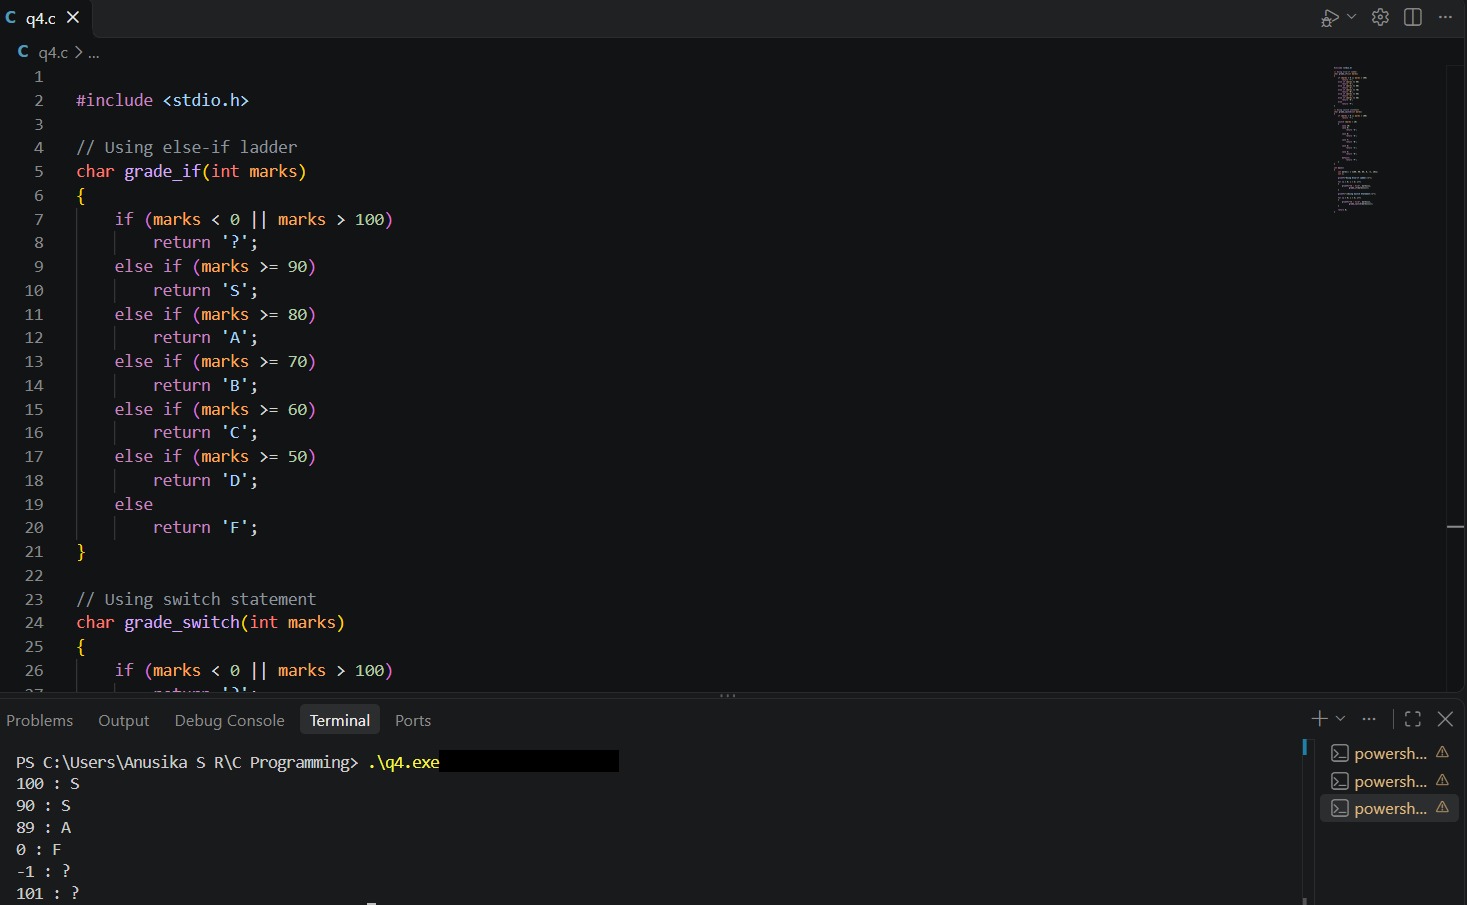 C q4.c
C q4.c > ...
1
2 #include <stdio.h>
3
4 // Using else-if ladder
5 char grade_if(int marks)
6 {
7 if (marks < 0 || marks > 100)
8 return '?';
9 else if (marks >= 90)
10 return 'S';
11 else if (marks >= 80)
12 return 'A';
13 else if (marks >= 70)
14 return 'B';
15 else if (marks >= 60)
16 return 'C';
17 else if (marks >= 50)
18 return 'D';
19 else
20 return 'F';
21 }
22
23 // Using switch statement
24 char grade_switch(int marks)
25 {
26 if (marks < 0 || marks > 100)
27 return '?';
Problems Output Debug Console Terminal Ports
PS C:\Users\Anusika S R\C Programming> .\q4.exe
100 : S
90 : S
89 : A
0 : F
-1 : ?
101 : ?
powersh...
powersh...
powersh...